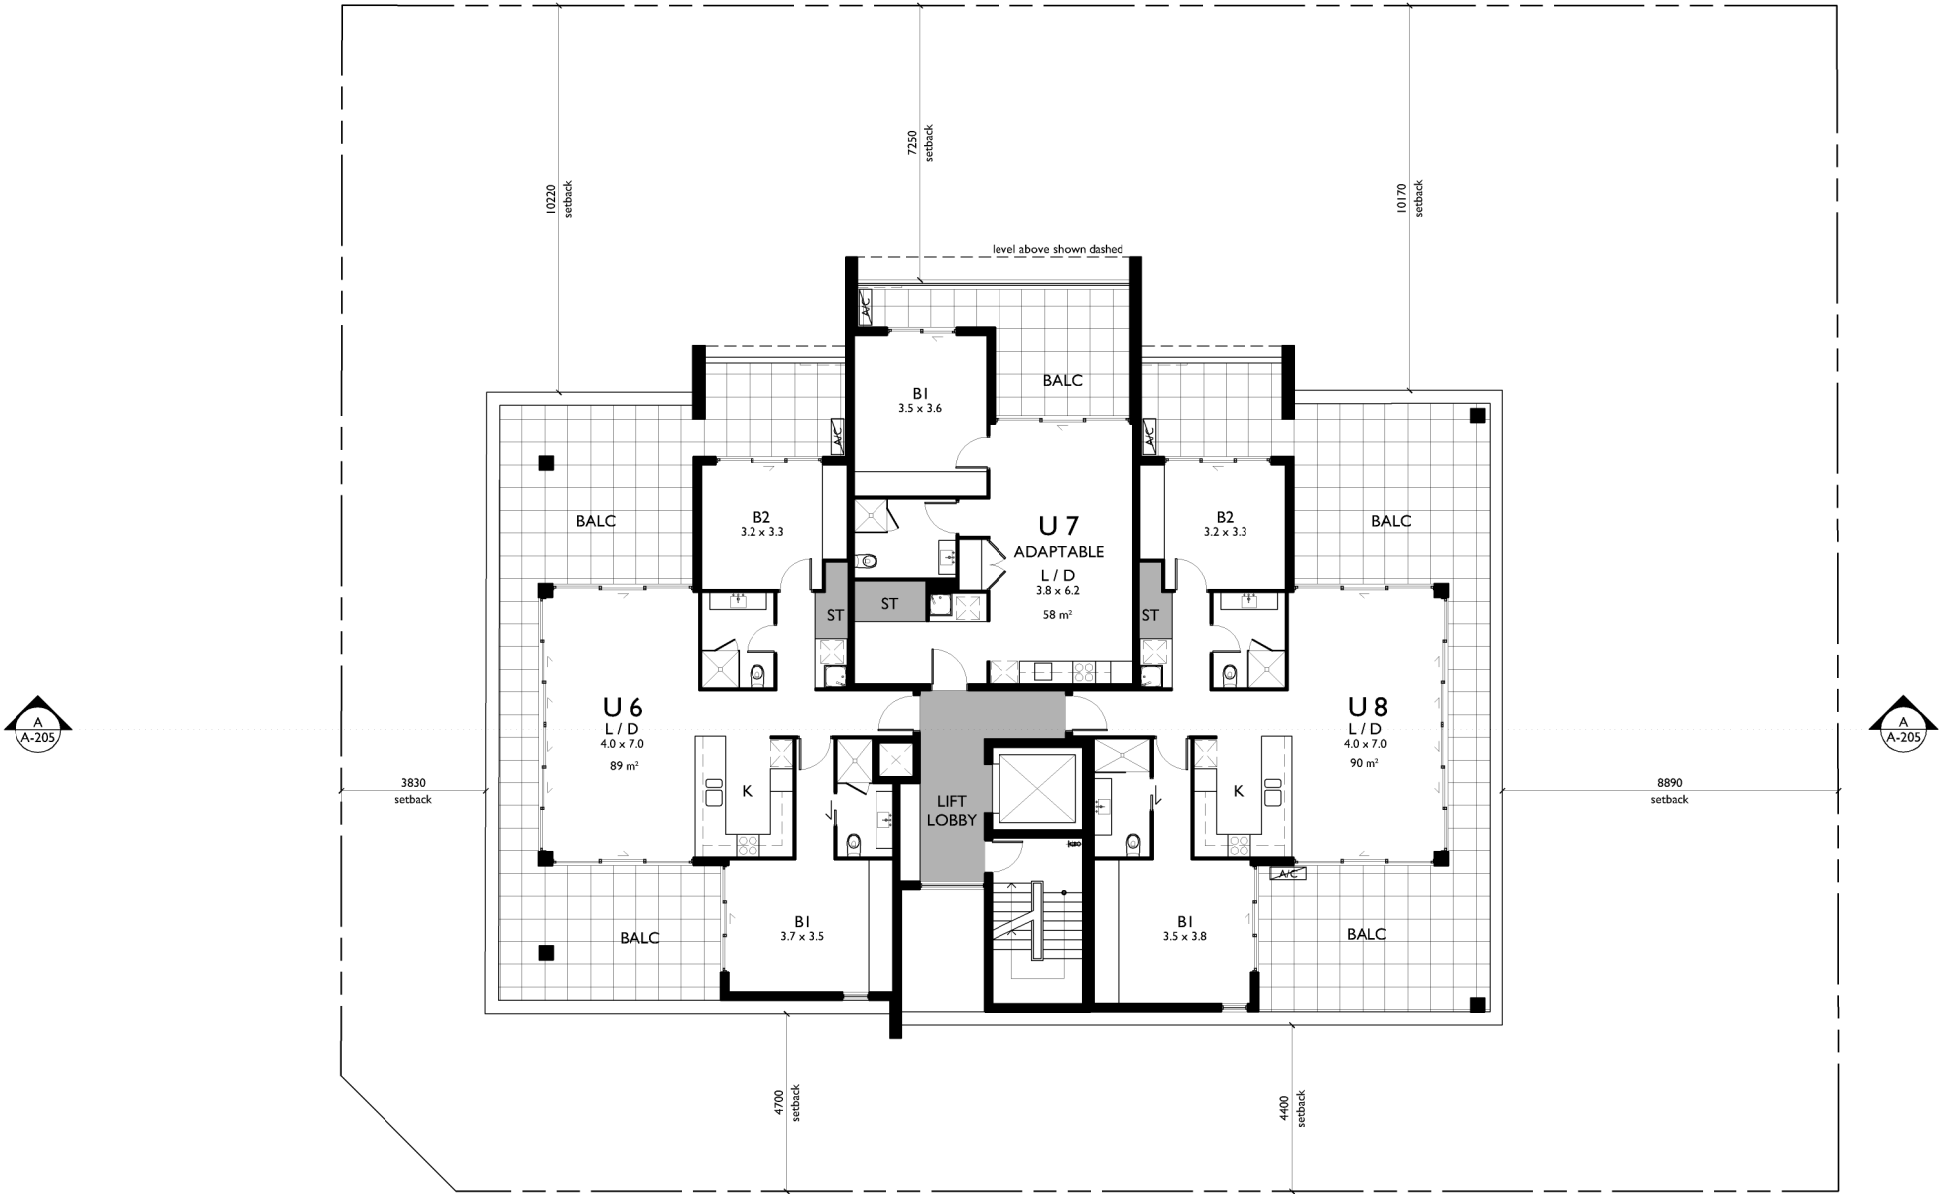 7250
setback
10220
setback
10170
setback
level above shown dashed
A/C
BALC
B1
3.5 x 3.6
A/C
A/C
BALC
B2
3.2 x 3.3
U 7
ADAPTABLE
L / D
3.8 x 6.2
58 m²
B2
3.2 x 3.3
BALC
ST
ST
ST
U 6
L / D
4.0 x 7.0
89 m²
U 8
L / D
4.0 x 7.0
90 m²
A
A-205
A
A-205
3830
setback
K
LIFT
LOBBY
K
8890
setback
A/C
BALC
B1
3.7 x 3.5
B1
3.5 x 3.8
BALC
4700
setback
4400
setback